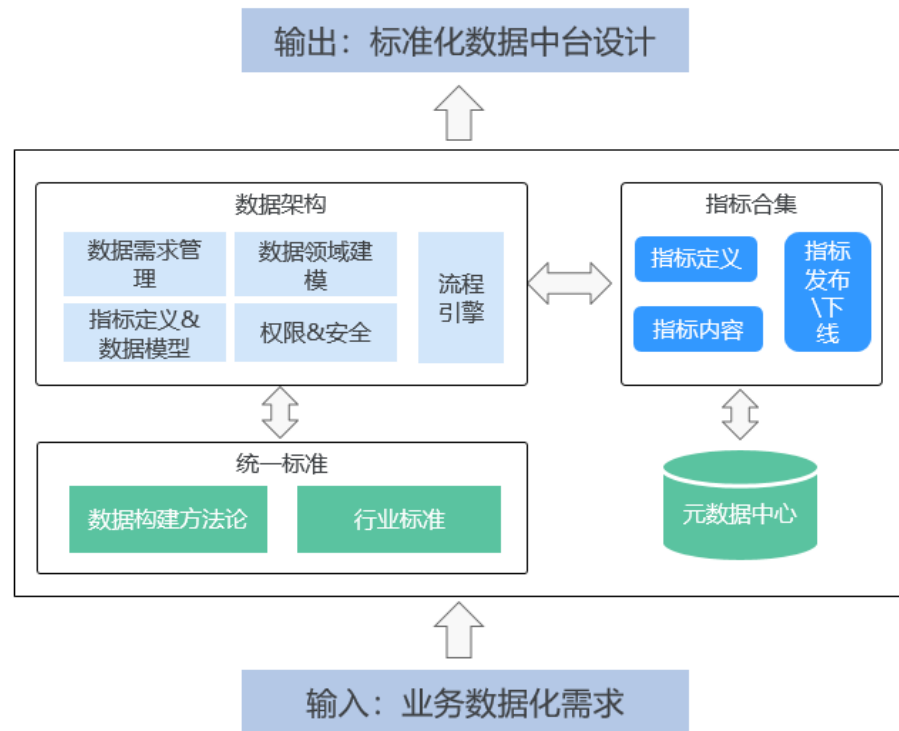 输出：标准化数据中台设计
数据架构
数据需求管
理
数据领域建
模
指标定义&
数据模型
权限&安全
流程
引擎
指标合集
指标定义
指标内容
指标
发布
\下
线
统一标准
数据构建方法论
行业标准
元数据中心
输入：业务数据化需求